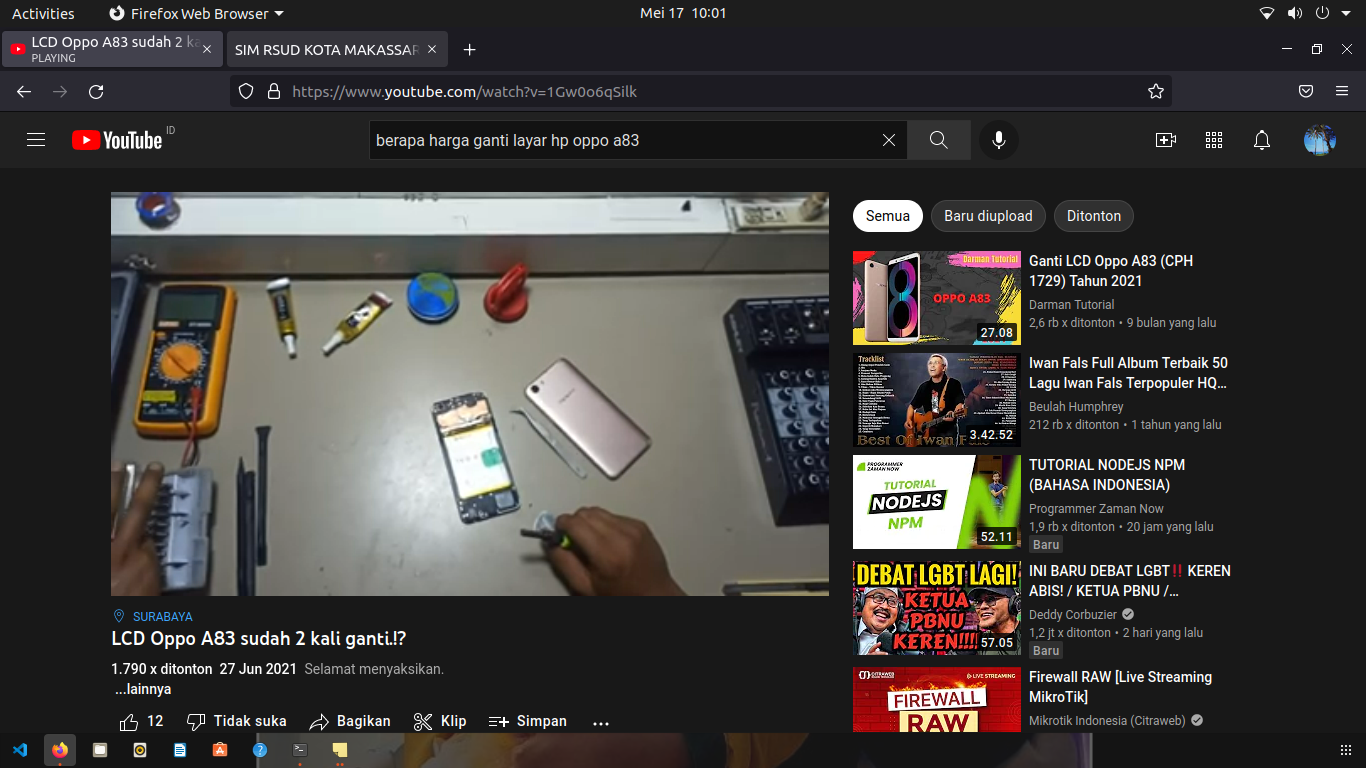 Activities
Firefox Web Browser
Mei 17 10:01
LCD Oppo A83 sudah 2 ka
PLAYING
SIM RSUD KOTA MAKASSAR
https://www.youtube.com/watch?v=1Gw0o6qSilk
YouTube
ID
berapa harga ganti layar hp oppo a83
Semua
Baru diupload
Ditonton
Darman Tutorial
OPPO A83
27.08
Ganti LCD Oppo A83 (CPH
1729) Tahun 2021
Darman Tutorial
2,6 rb x ditonton • 9 bulan yang lalu
Tracklist
Best Of Iwan Fals
3.42.52
Iwan Fals Full Album Terbaik 50
Lagu Iwan Fals Terpopuler HQ...
Beulah Humphrey
212 rb x ditonton • 1 tahun yang lalu
PROGRAMMER
ZAMAN NOW
TUTORIAL
NODEJS
NPM
52.11
TUTORIAL NODEJS NPM
(BAHASA INDONESIA)
Programmer Zaman Now
1,9 rb x ditonton • 20 jam yang lalu
Baru
DEBAT LGBT LAGI!
KETUA
PBNU
KEREN!!!!
57.05
INI BARU DEBAT LGBT‼️ KEREN
ABIS! / KETUA PBNU /...
Deddy Corbuzier
1,2 jt x ditonton • 2 hari yang lalu
Baru
CITRAWEB
LIVE STREAMING
FIREWALL
RAW
Firewall RAW [Live Streaming
MikroTik]
Mikrotik Indonesia (Citraweb)
SURABAYA
LCD Oppo A83 sudah 2 kali ganti.!?
1.790 x ditonton 27 Jun 2021 Selamat menyaksikan.
...lainnya
12
Tidak suka
Bagikan
Klip
Simpan